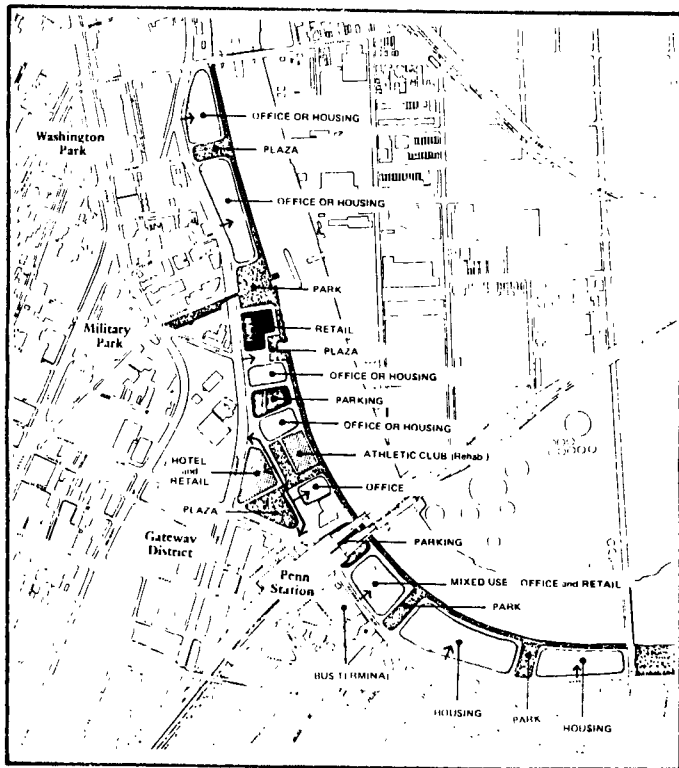 OFFICE OR HOUSING
Washington
Park
PLAZA
OFFICE OR HOUSING
PARK
Military
Park
RETAIL
PLAZA
OFFICE OR HOUSING
PARKING
OFFICE OR HOUSING
ATHLETIC CLUB (Rehab)
HOTEL
and
RETAIL
OFFICE
PLAZA
Gateway
District
PARKING
Penn
Station
MIXED USE OFFICE and RETAIL
PARK
BUS TERMINAL
HOUSING
PARK
HOUSING